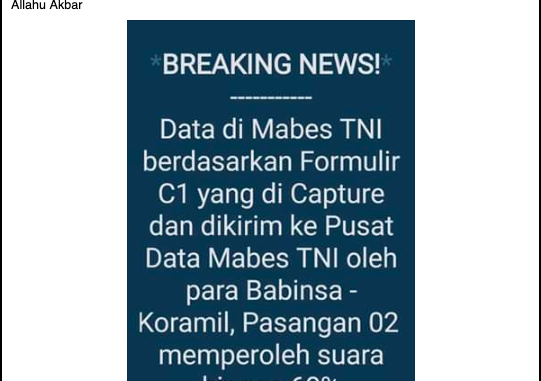 Allahu Akbar
*BREAKING NEWS!*
-----------
Data di Mabes TNI
berdasarkan Formulir
C1 yang di Capture
dan dikirim ke Pusat
Data Mabes TNI oleh
para Babinsa -
Koramil, Pasangan 02
memperoleh suara